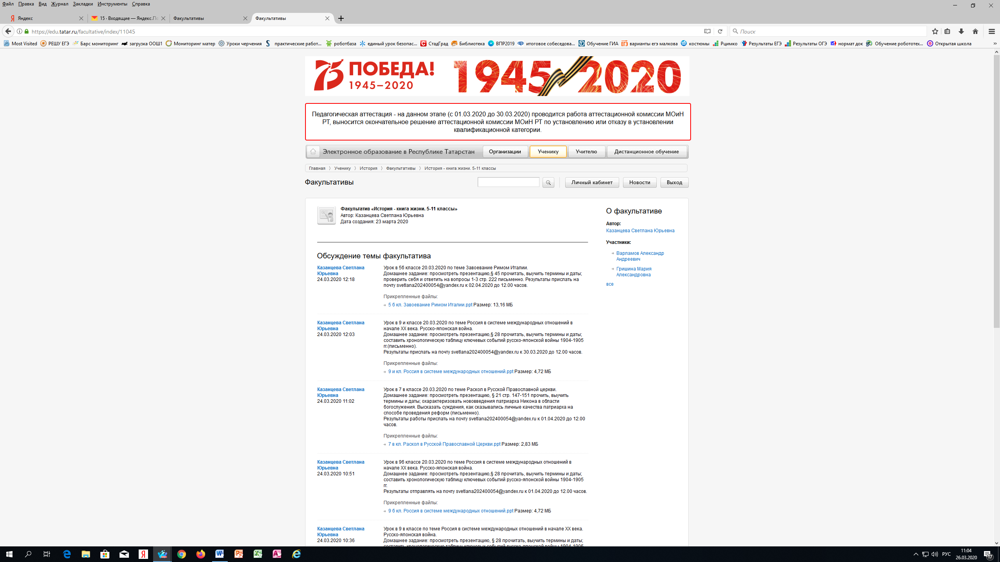 Файл Правка Вид Журнал Закладки Инструменты Справка
Яндекс
15 · Входящие — Яндекс.По
Факультативы
Факультативы
https://edu.tatar.ru/facultative/index/11045
Поиск
Most Visited РЕШУ ЕГЭ Барс мониторинг загрузка ООШ1 Мониторинг матер Уроки черчения практические работ... роботбаза единый урок безопас... СтадГрад Библиотека ВПР2019 итоговое собеседова... Обучение ГИА варианты егэ малкова костюмы Рцимко Результаты ЕГЭ Результаты ОГЭ нормат док Обучение робототех... Открытая школа »
75 ПОБЕДА!
1945–2020
1945 2020
Педагогическая аттестация - на данном этапе (с 01.03.2020 до 30.03.2020) проводится работа аттестационной комиссии МОиН
РТ, выносится окончательное решение аттестационной комиссии МОиН РТ по установлению или отказу в установлении
квалификационной категории.
Электронное образование в Республике Татарстан Организации Ученику Учителю Дистанционное обучение
Главная Ученику История Факультативы История - книга жизни. 5-11 классы
Факультативы
Личный кабинет Новости Выход
Факультатив «История - книга жизни. 5-11 классы»
Автор: Казанцева Светлана Юрьевна
Дата создания: 23 марта 2020
Обсуждение темы факультатива
Казанцева Светлана
Юрьевна
24.03.2020 12:18
Урок в 5б классе 20.03.2020 по теме Завоевание Римом Италии.
Домашнее задание: просмотреть презентацию,§ 45 прочитать, выучить термины и даты;
проверить себя и ответить на вопросы 1-3 стр. 222 письменно. Результаты прислать на
почту svetlana202400054@yandex.ru к 02.04.2020 до 12.00 часов.
Прикрепленные файлы:
5 б кл. Завоевание Римом Италии.ppt Размер: 13,16 МБ
Казанцева Светлана
Юрьевна
24.03.2020 12:03
Урок в 9 и классе 20.03.2020 по теме Россия в системе международных отношений в
начале XX века. Русско-японская война.
Домашнее задание: просмотреть презентацию,§ 28 прочитать, выучить термины и даты;
составить хронологическую таблицу ключевых событий русско-японской войны 1904-1905
гг.(письменно).
Результаты прислать на почту svetlana202400054@yandex.ru к 30.03.2020 до 12.00 часов.
Прикрепленные файлы:
9 и кл. Россия в системе международных отношений.ppt Размер: 4,72 МБ
Казанцева Светлана
Юрьевна
24.03.2020 11:02
Урок в 7 в классе 20.03.2020 по теме Раскол в Русской Православной церкви.
Домашнее задание: просмотреть презентацию, § 21 стр. 147-151 прочить, выучить
термины и даты; охарактеризовать нововведения патриарха Никона в области
богослужения. Высказать суждения, как сказывались личные качества патриарха на
способе проведения реформ (письменно).
Результаты работы прислать на почту svetlana202400054@yandex.ru к 01.04.2020 до 12.00
часов.
Прикрепленные файлы:
7 в кл. Раскол в Русской Православной Церкви.ppt Размер: 2,83 МБ
Казанцева Светлана
Юрьевна
24.03.2020 10:51
Урок в 9б классе 20.03.2020 по теме Россия в системе международных отношений в
начале XX века. Русско-японская война.
Домашнее задание: просмотреть презентацию,§ 28 прочитать, выучить термины и даты;
составить хронологическую таблицу ключевых событий русско-японской войны 1904-1905
гг.
Результаты отправлять на почту svetlana202400054@yandex.ru к 01.04.2020 до 12.00 часов.
Прикрепленные файлы:
9 б кл. Россия в системе международных отношений.ppt Размер: 4,72 МБ
Казанцева Светлана
Юрьевна
24.03.2020 10:36
Урок в 9 в классе по теме Россия в системе международных отношений в начале XX века.
Русско-японская война.
Домашнее задание: просмотреть презентацию, § 28 прочитать, выучить термины и даты;
составить хронологическую таблицу ключевых событий русско-японской войны 1904-1905
О факультативе
Автор:
Казанцева Светлана Юрьевна
Участники:
Варламов Александр
Андреевич
Гришина Мария
Александровна
все
РУС
11:04
26.03.2020
17